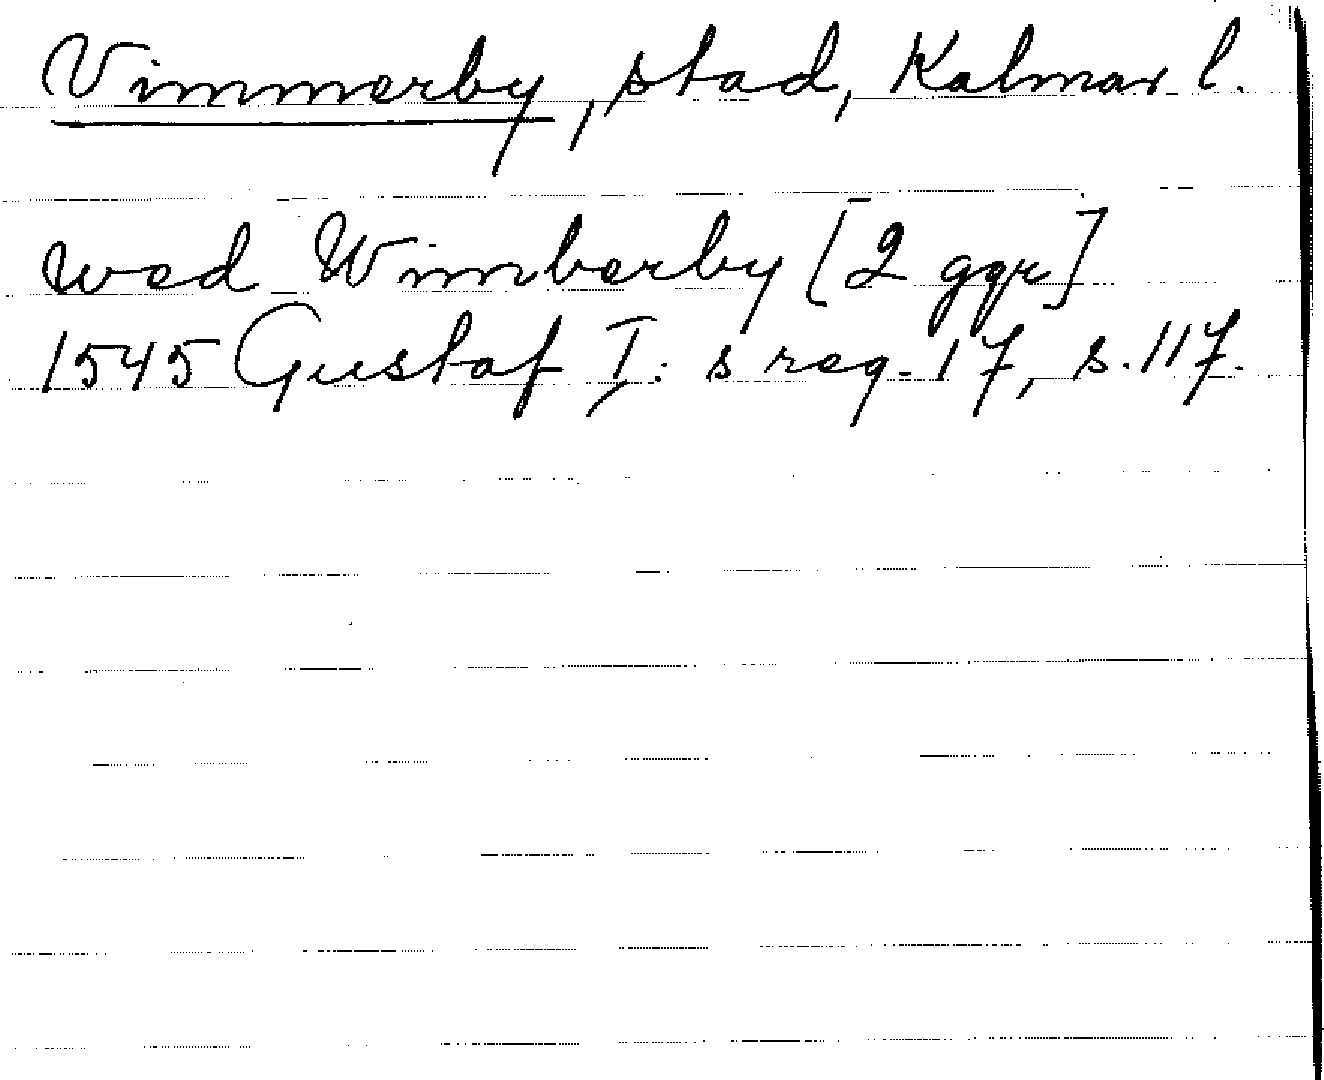 Vimmerby, stad, Kalmar l.
wed Wimberby [2 ggr]
1545 Gustaf I:s reg. 17, s. 117.